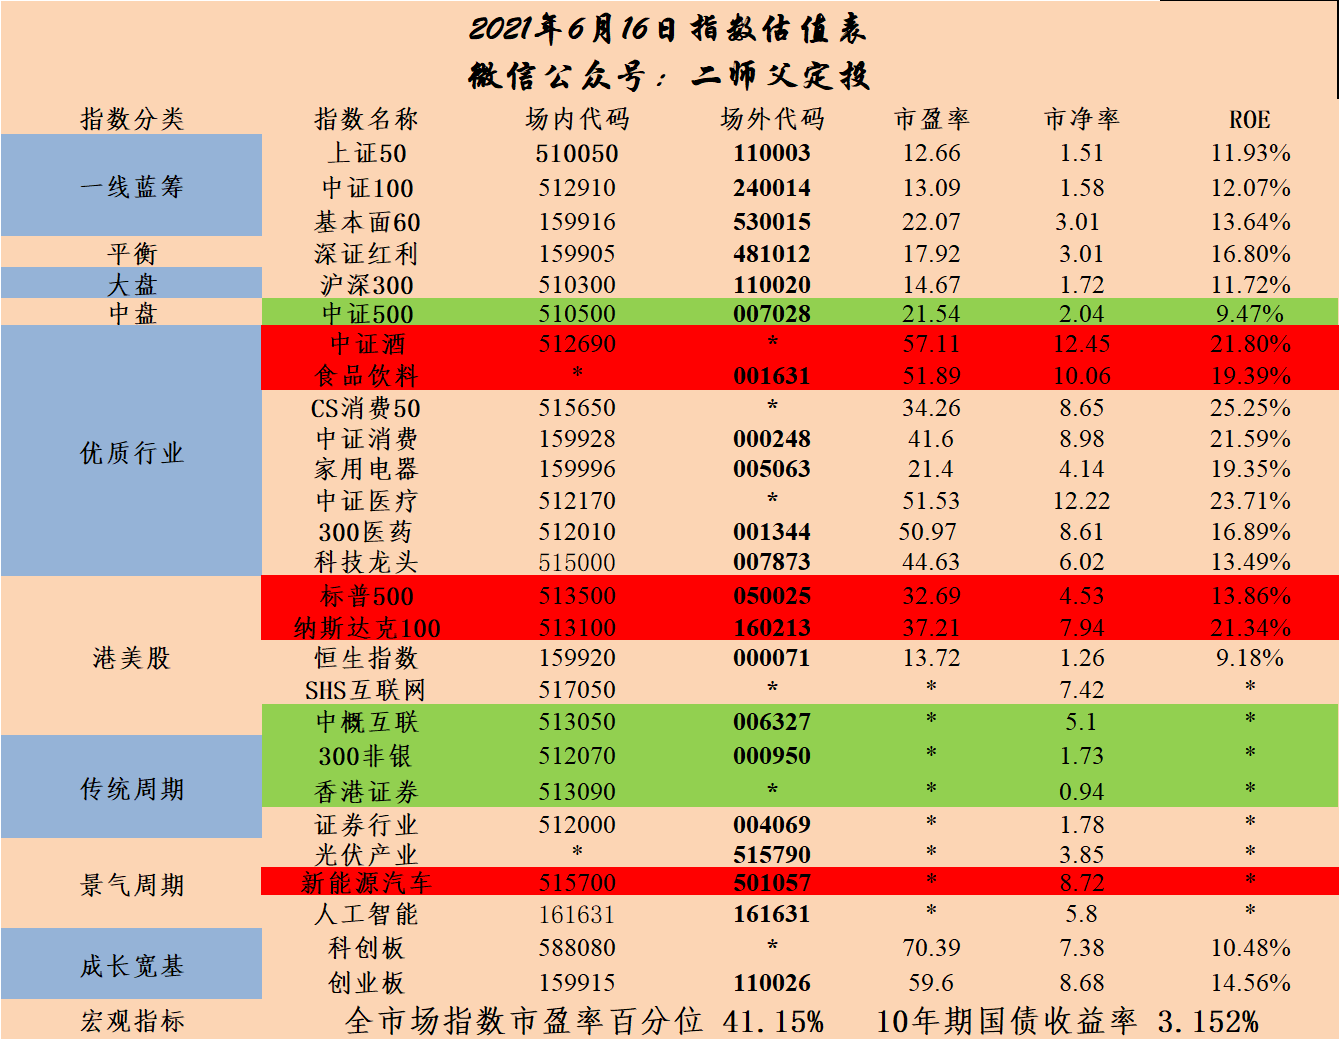 2021年6月16日指数估值表
微信公众号：二师父定投
指数分类 指数名称 场内代码 场外代码 市盈率 市净率 ROE
一线蓝筹 上证50 510050 110003 12.66 1.51 11.93%
中证100 512910 240014 13.09 1.58 12.07%
基本面60 159916 530015 22.07 3.01 13.64%
平衡 深证红利 159905 481012 17.92 3.01 16.80%
大盘 沪深300 510300 110020 14.67 1.72 11.72%
中盘 中证500 510500 007028 21.54 2.04 9.47%
优质行业 中证酒 512690 * 57.11 12.45 21.80%
食品饮料 * 001631 51.89 10.06 19.39%
CS消费50 515650 * 34.26 8.65 25.25%
中证消费 159928 000248 41.6 8.98 21.59%
家用电器 159996 005063 21.4 4.14 19.35%
中证医疗 512170 * 51.53 12.22 23.71%
300医药 512010 001344 50.97 8.61 16.89%
科技龙头 515000 007873 44.63 6.02 13.49%
港美股 标普500 513500 050025 32.69 4.53 13.86%
纳斯达克100 513100 160213 37.21 7.94 21.34%
恒生指数 159920 000071 13.72 1.26 9.18%
SHS互联网 517050 * * 7.42 *
中概互联 513050 006327 * 5.1 *
传统周期 300非银 512070 000950 * 1.73 *
香港证券 513090 * * 0.94 *
证券行业 512000 004069 * 1.78 *
景气周期 光伏产业 * 515790 * 3.85 *
新能源汽车 515700 501057 * 8.72 *
人工智能 161631 161631 * 5.8 *
成长宽基 科创板 588080 * 70.39 7.38 10.48%
创业板 159915 110026 59.6 8.68 14.56%
宏观指标 全市场指数市盈率百分位 41.15% 10年期国债收益率 3.152%